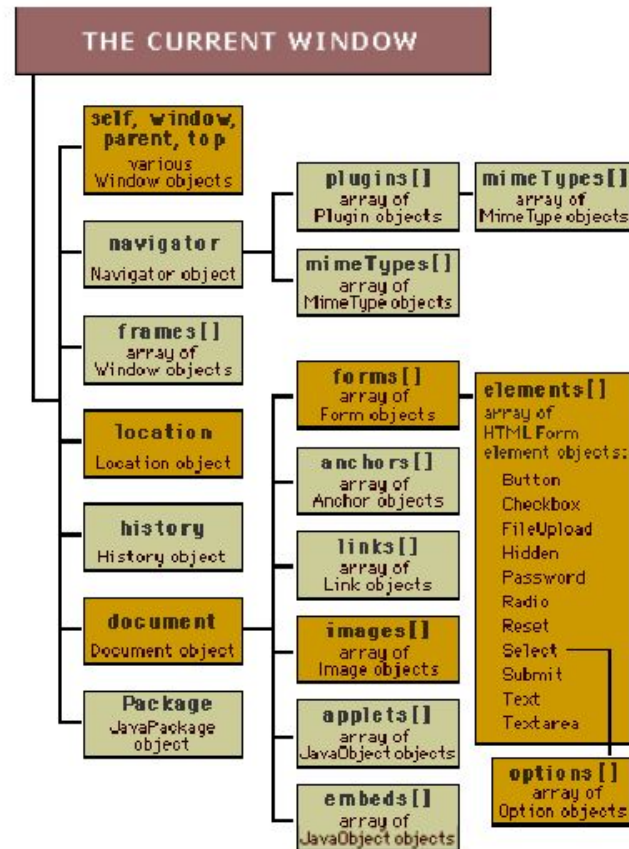 THE CURRENT WINDOW
self, window,
parent, top
various
Window objects
navigator
Navigator object
plugins[]
array of
Plugin objects
mimeTypes[]
array of
MimeType objects
mimeTypes[]
array of
MimeType objects
frames[]
array of
Window objects
location
Location object
history
History object
document
Document object
Package
JavaPackage
object
forms[]
array of
Form objects
elements[]
array of
HTML Form
element objects:
Button
Checkbox
FileUpload
Hidden
Password
Radio
Reset
Select
Submit
Text
Textarea
options[]
array of
Option objects
anchors[]
array of
Anchor objects
links[]
array of
Link objects
images[]
array of
Image objects
applets[]
array of
JavaObject objects
embeds[]
array of
JavaObject objects